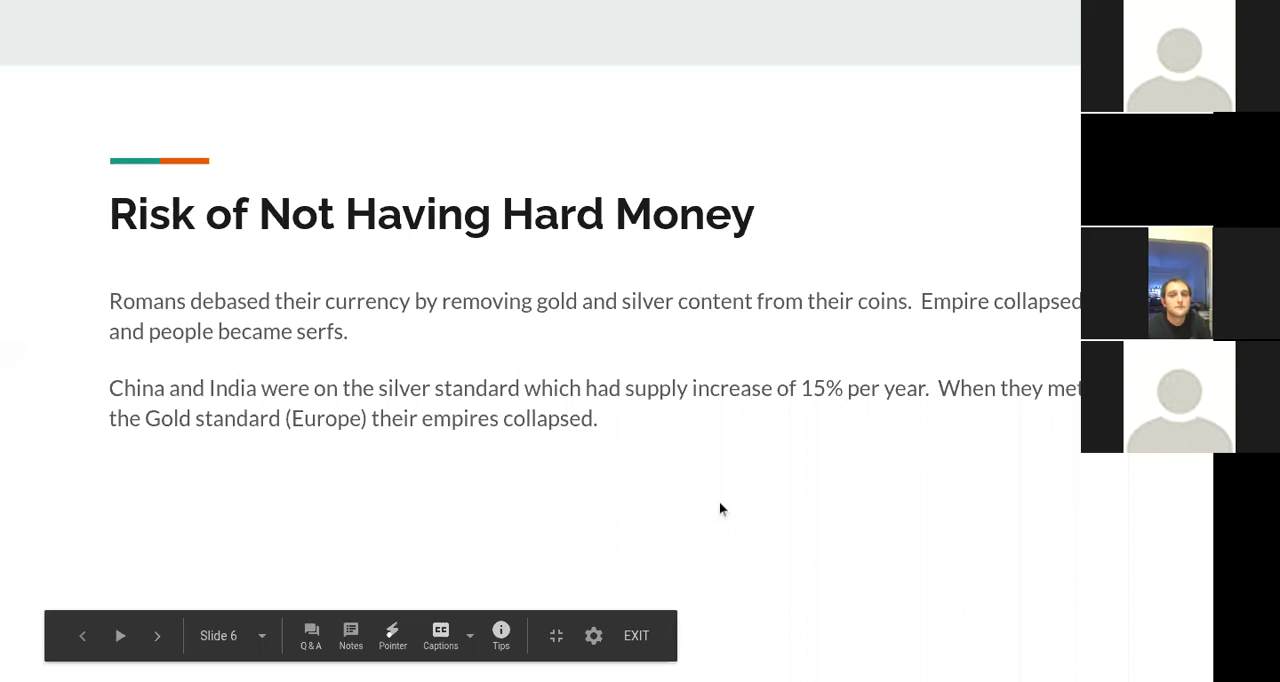 Risk of Not Having Hard Money
Romans debased their currency by removing gold and silver content from their coins.  Empire collapsed
and people became serfs.
China and India were on the silver standard which had supply increase of 15% per year.  When they met
the Gold standard (Europe) their empires collapsed.
Slide 6
Q&A
Notes
Pointer
CC
Captions
Tips
EXIT